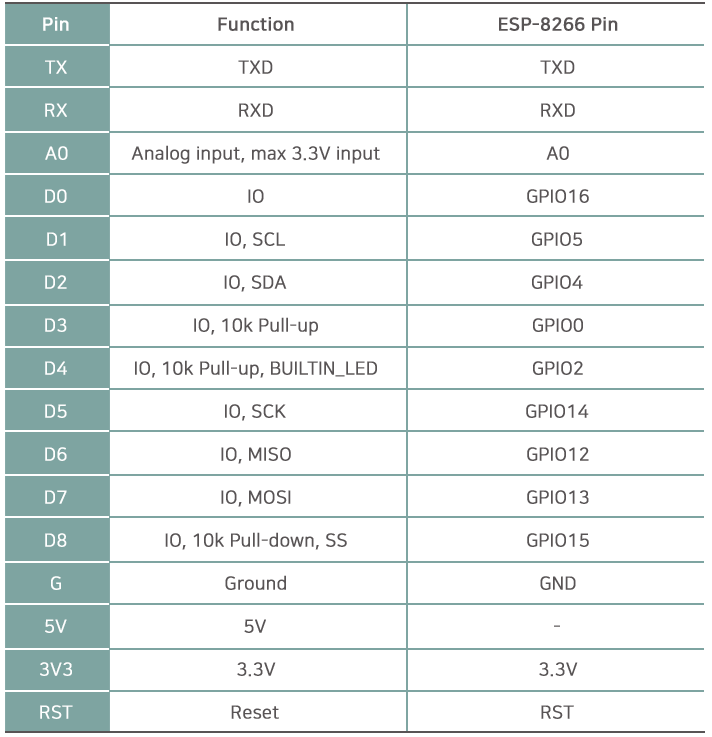 Pin Function ESP-8266 Pin
TX TXD TXD
RX RXD RXD
A0 Analog input, max 3.3V input A0
D0 IO GPIO16
D1 IO, SCL GPIO5
D2 IO, SDA GPIO4
D3 IO, 10k Pull-up GPIO0
D4 IO, 10k Pull-up, BUILTIN_LED GPIO2
D5 IO, SCK GPIO14
D6 IO, MISO GPIO12
D7 IO, MOSI GPIO13
D8 IO, 10k Pull-down, SS GPIO15
G Ground GND
5V 5V -
3V3 3.3V 3.3V
RST Reset RST